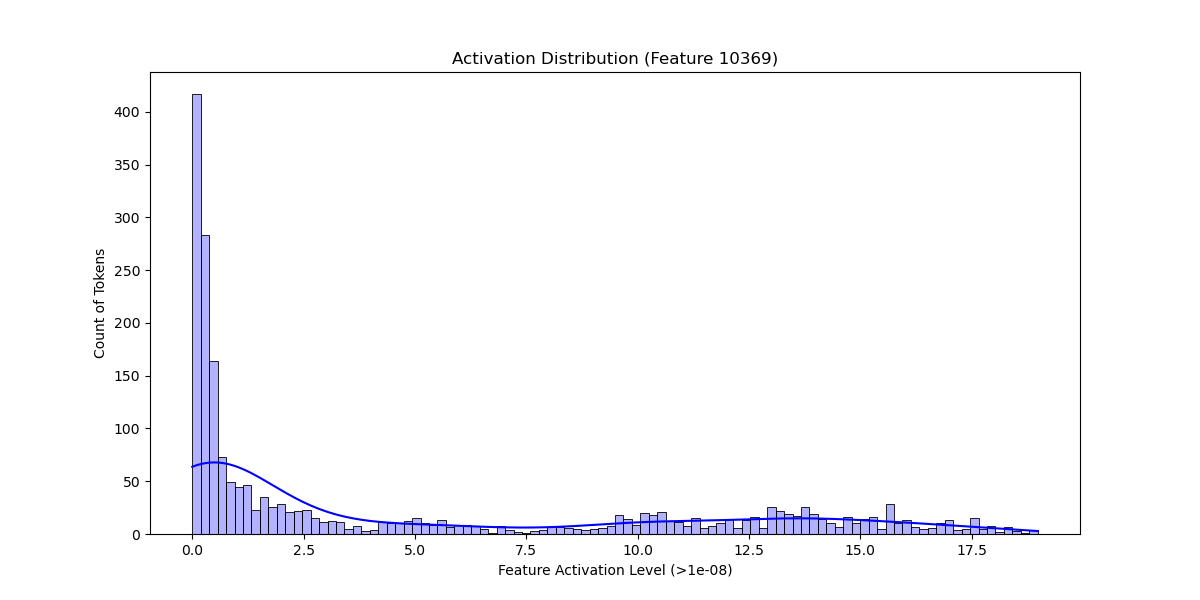 Activation Distribution (Feature 10369)
400
350
300
250
200
150
100
50
0
Count of Tokens
0.0 2.5 5.0 7.5 10.0 12.5 15.0 17.5
Feature Activation Level (>1e-08)